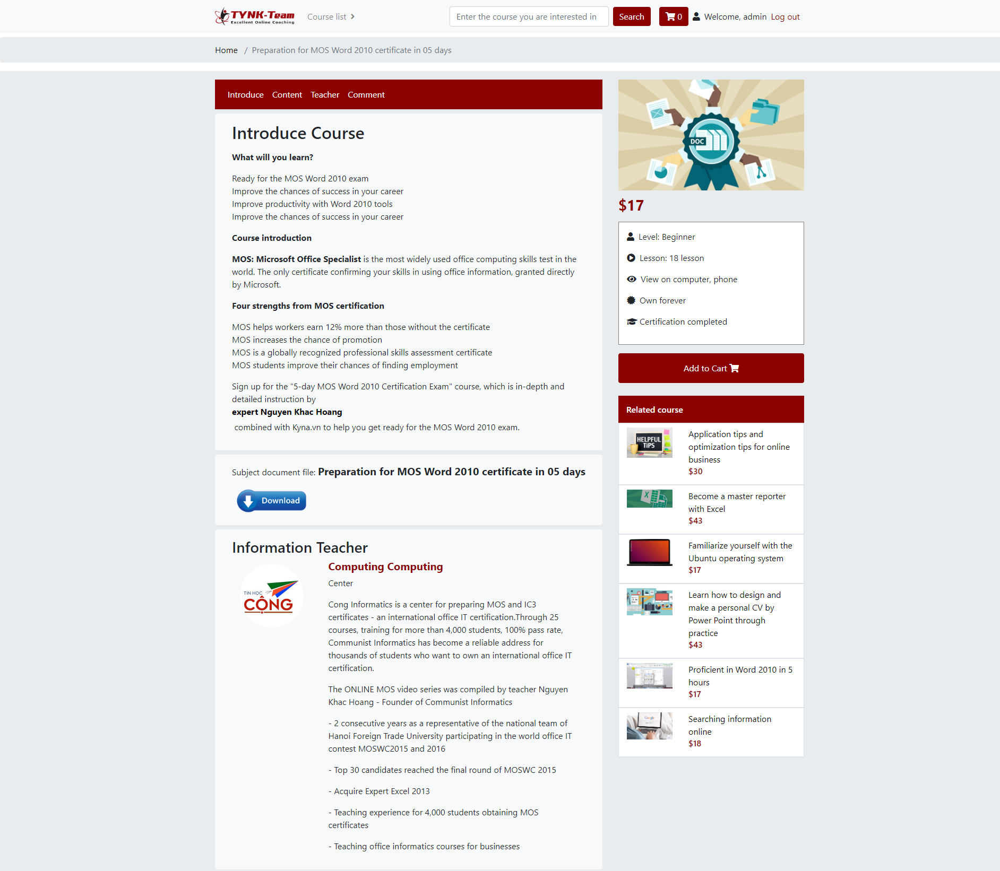 TYNK-Team
Excellent Online Coaching
Course list
Enter the course you are interested in
Search
0
Welcome, admin
Log out
Home / Preparation for MOS Word 2010 certificate in 05 days
Introduce Content Teacher Comment
Introduce Course
What will you learn?
Ready for the MOS Word 2010 exam
Improve the chances of success in your career
Improve productivity with Word 2010 tools
Improve the chances of success in your career
Course introduction
MOS: Microsoft Office Specialist is the most widely used office computing skills test in the
world. The only certificate confirming your skills in using office information, granted directly
by Microsoft.
Four strengths from MOS certification
MOS helps workers earn 12% more than those without the certificate
MOS increases the chance of promotion
MOS is a globally recognized professional skills assessment certificate
MOS students improve their chances of finding employment
Sign up for the "5-day MOS Word 2010 Certification Exam" course, which is in-depth and
detailed instruction by
expert Nguyen Khac Hoang
combined with Kyna.vn to help you get ready for the MOS Word 2010 exam.
Subject document file: Preparation for MOS Word 2010 certificate in 05 days
Download
Information Teacher
TIN HỌC
CỘNG
Computing Computing
Center
Cong Informatics is a center for preparing MOS and IC3
certificates - an international office IT certification.Through 25
courses, training for more than 4,000 students, 100% pass rate,
Communist Informatics has become a reliable address for
thousands of students who want to own an international office IT
certification.
The ONLINE MOS video series was compiled by teacher Nguyen
Khac Hoang - Founder of Communist Informatics
- 2 consecutive years as a representative of the national team of
Hanoi Foreign Trade University participating in the world office IT
contest MOSWC2015 and 2016
- Top 30 candidates reached the final round of MOSWC 2015
- Acquire Expert Excel 2013
- Teaching experience for 4,000 students obtaining MOS
certificates
- Teaching office informatics courses for businesses
DOC
$17
Level: Beginner
Lesson: 18 lesson
View on computer, phone
Own forever
Certification completed
Add to Cart
Related course
HELPFUL
TIPS
Application tips and
optimization tips for online
business
$30
X
Become a master reporter
with Excel
$43
Familiarize yourself with the
Ubuntu operating system
$17
Learn how to design and
make a personal CV by
Power Point through
practice
$43
Proficient in Word 2010 in 5
hours
$17
Google
Searching information
online
$18